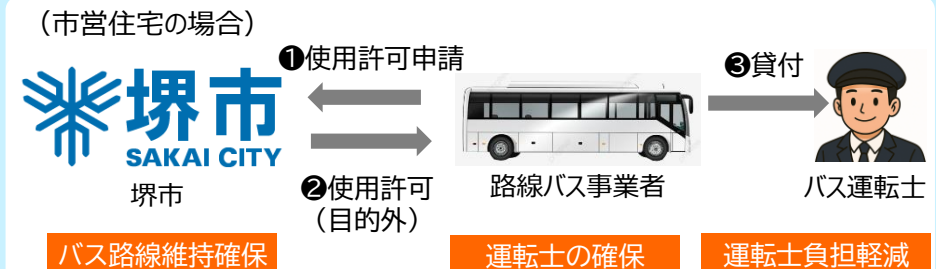 （市営住宅の場合）
❶使用許可申請
❸貸付
堺市
SAKAI CITY
堺市
❷使用許可
（目的外）
路線バス事業者
バス運転士
バス路線維持確保
運転士の確保
運転士負担軽減